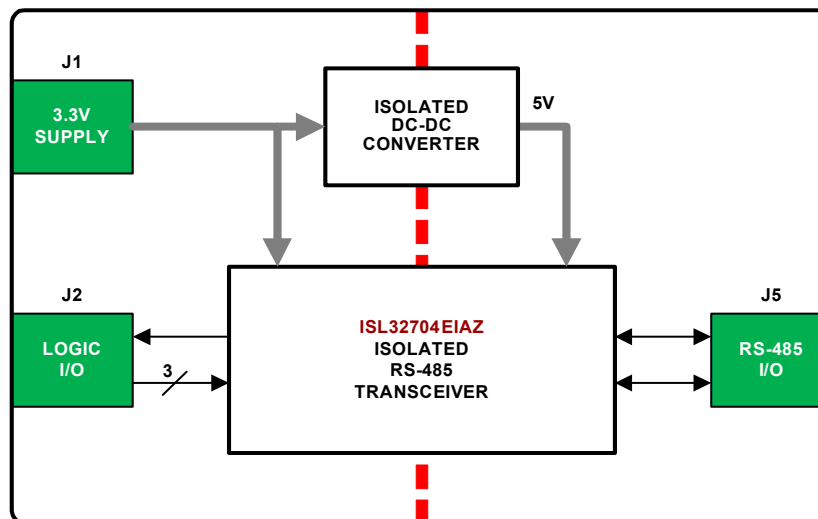 J1
3.3V
SUPPLY
ISOLATED
DC-DC
CONVERTER
5V
J2
LOGIC
I/O
3
ISL32704EIAZ
ISOLATED
RS-485
TRANSCEIVER
J5
RS-485
I/O